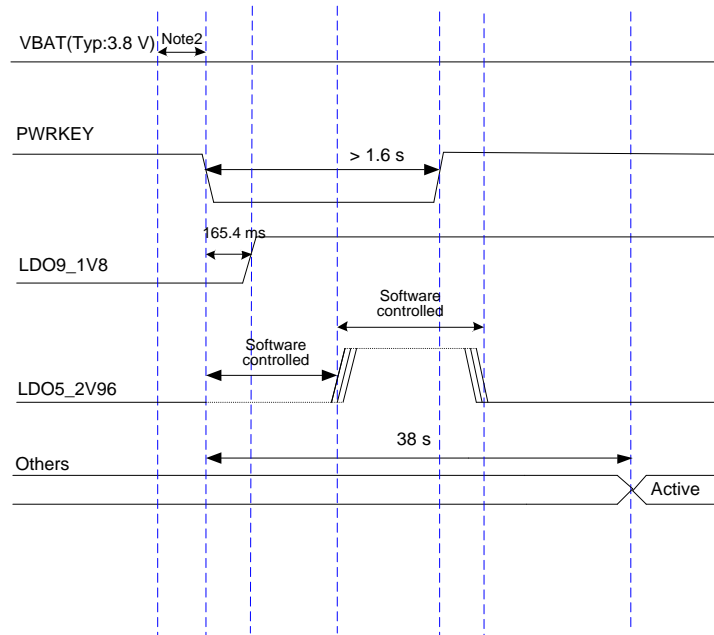 VBAT(Typ:3.8 V)
Note2
PWRKEY
> 1.6 s
165.4 ms
LDO9_1V8
Software
controlled
Software
controlled
LDO5_2V96
38 s
Others
Active